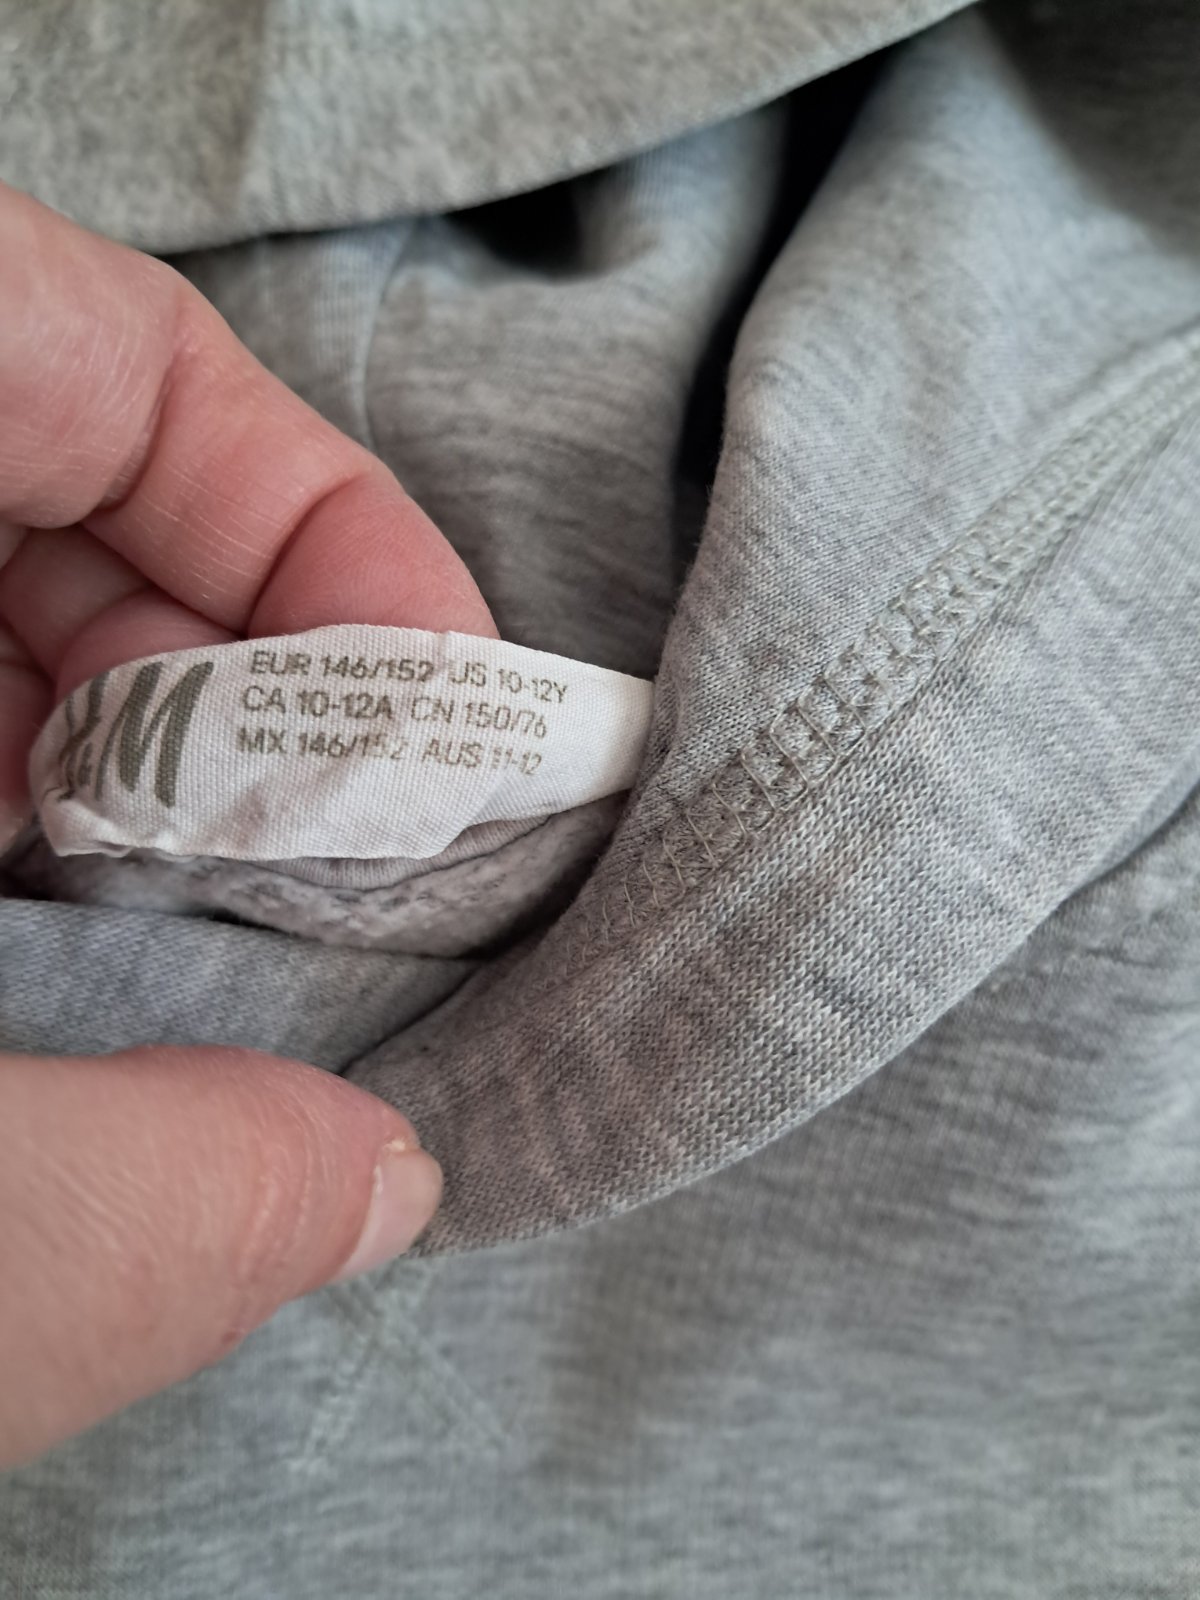 H&M
EUR 146/152 US 10-12Y
CA 10-12A CN 150/76
MX 146/152 AUS 11-12